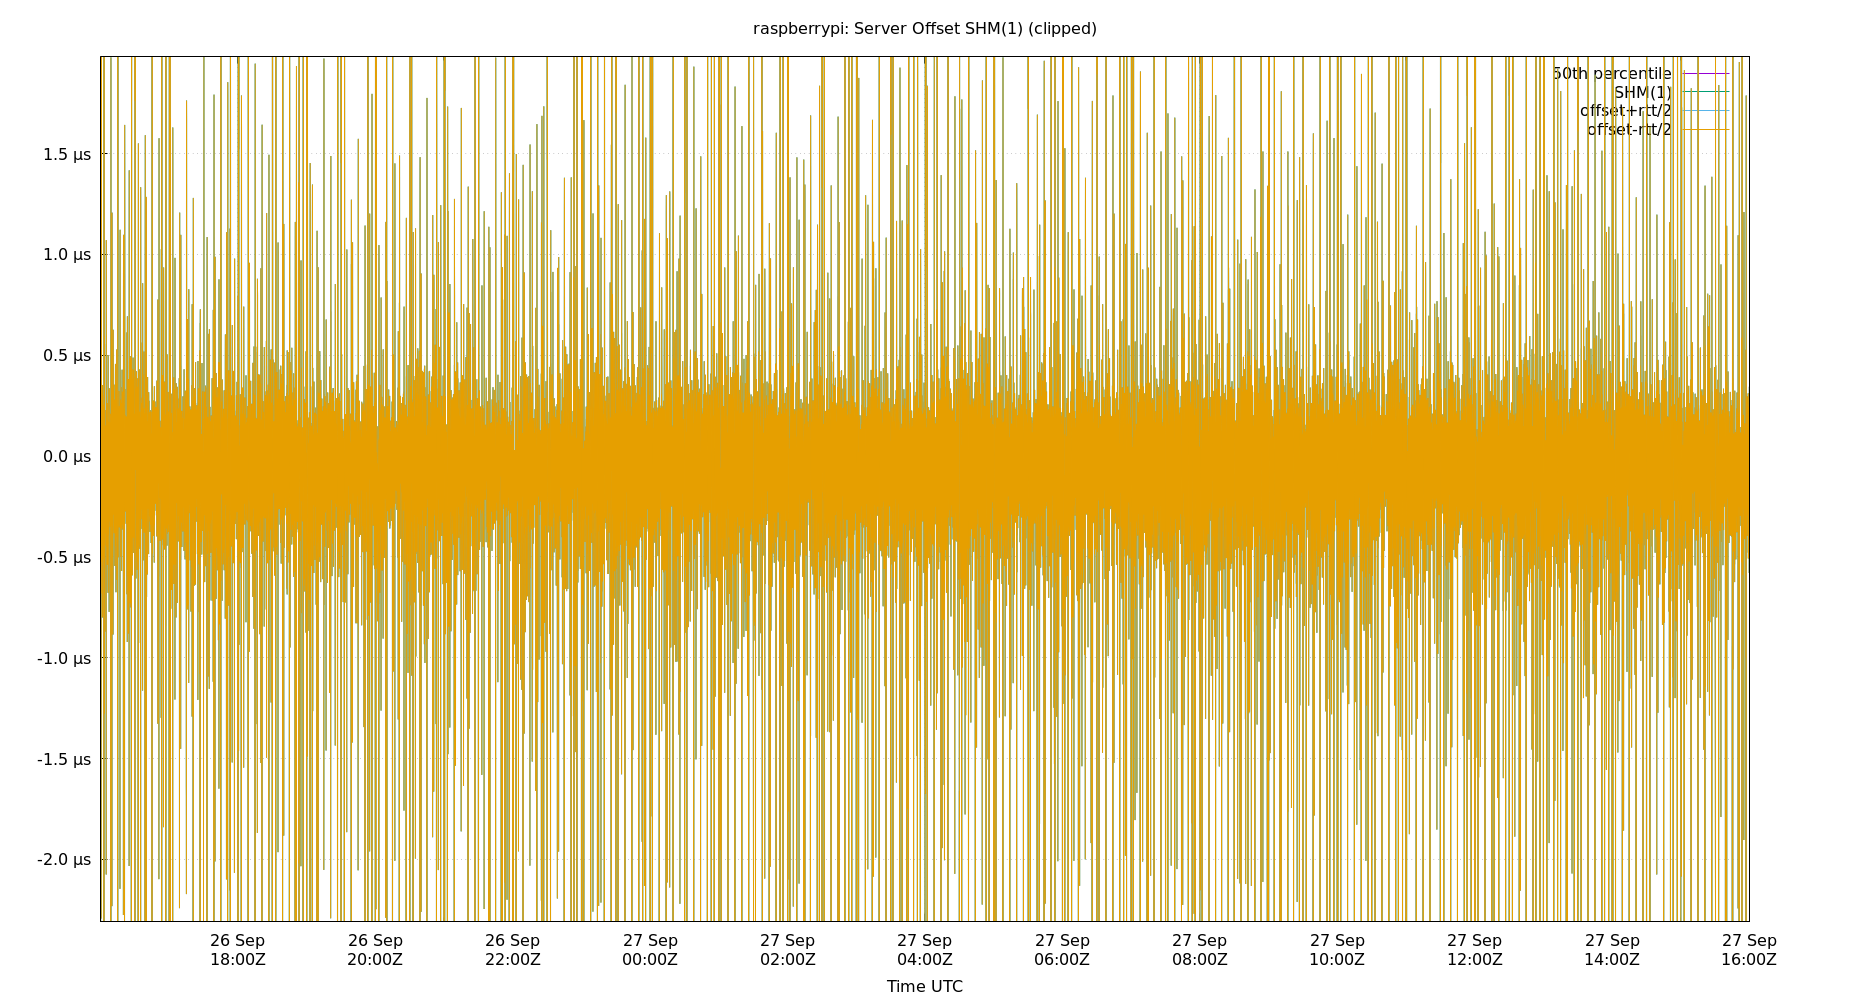 raspberrypi: Server Offset SHM(1) (clipped)
50th percentile
SHM(1)
offset+rtt/2
offset-rtt/2
1.5 µs
1.0 µs
0.5 µs
0.0 µs
-0.5 µs
-1.0 µs
-1.5 µs
-2.0 µs
26 Sep 26 Sep 26 Sep 27 Sep 27 Sep 27 Sep 27 Sep 27 Sep 27 Sep 27 Sep 27 Sep 27 Sep
18:00Z 20:00Z 22:00Z 00:00Z 02:00Z 04:00Z 06:00Z 08:00Z 10:00Z 12:00Z 14:00Z 16:00Z
Time UTC